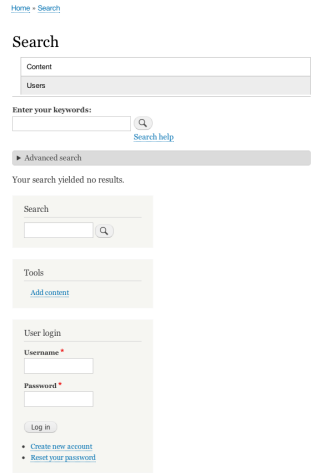 Home » Search
Search
Content
Users
Enter your keywords:
Search help
► Advanced search
Your search yielded no results.
Search
Tools
Add content
User login
Username *
Password *
Log in
• Create new account
• Reset your password